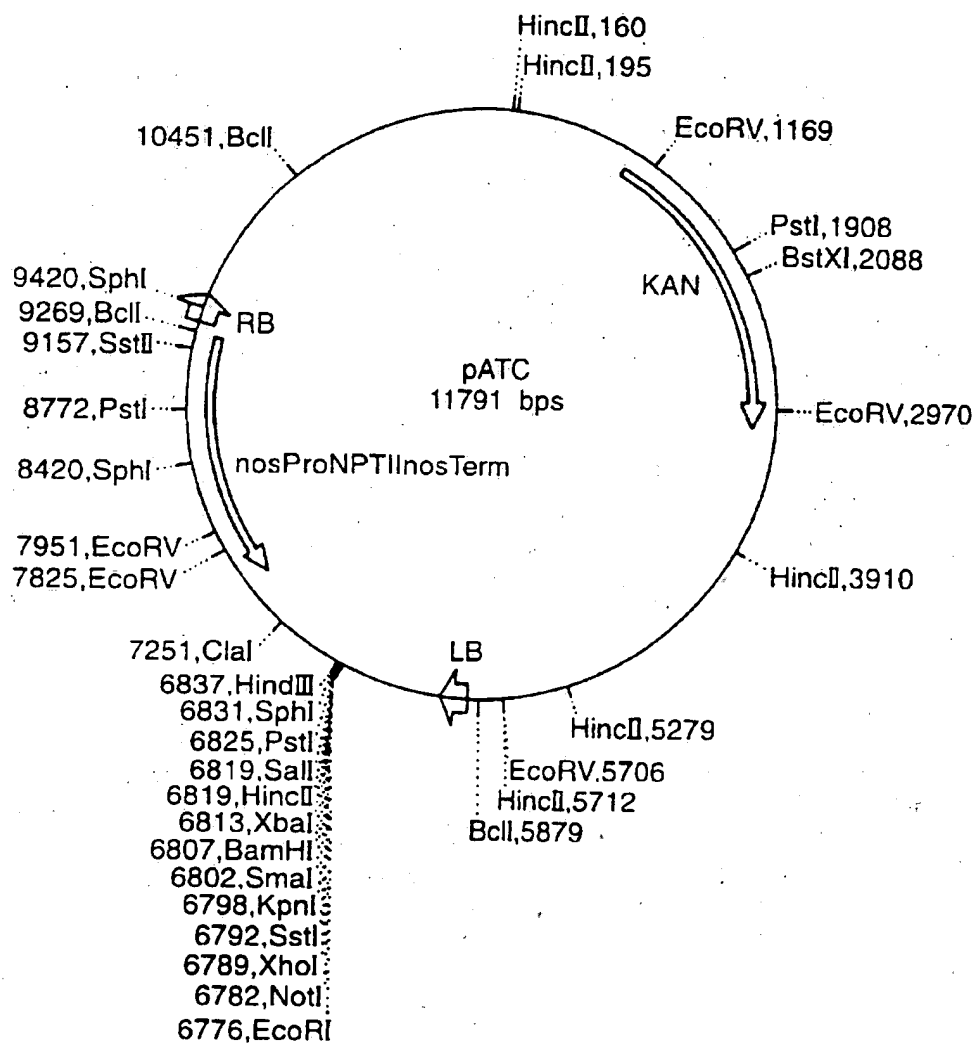 HincII,160
HincII,195
EcoRV,1169
PstI,1908
BstXI,2088
EcoRV,2970
HincII,3910
HincII,5279
EcoRV.5706
HincII,5712
BclI,5879
10451,BclI
9420,SphI
9269,BclI
9157,SstII
8772,PstI
8420,SphI
7951,EcoRV
7825,EcoRV
7251,ClaI
6837,HindIII
6831,SphI
6825,PstI
6819,SalI
6819,HincII
6813,XbaI
6807,BamHI
6802,SmaI
6798,KpnI
6792,SstI
6789,XhoI
6782,NotI
6776,EcoRI
KAN
RB
pATC
11791 bps
nosProNPTIInosTerm
LB